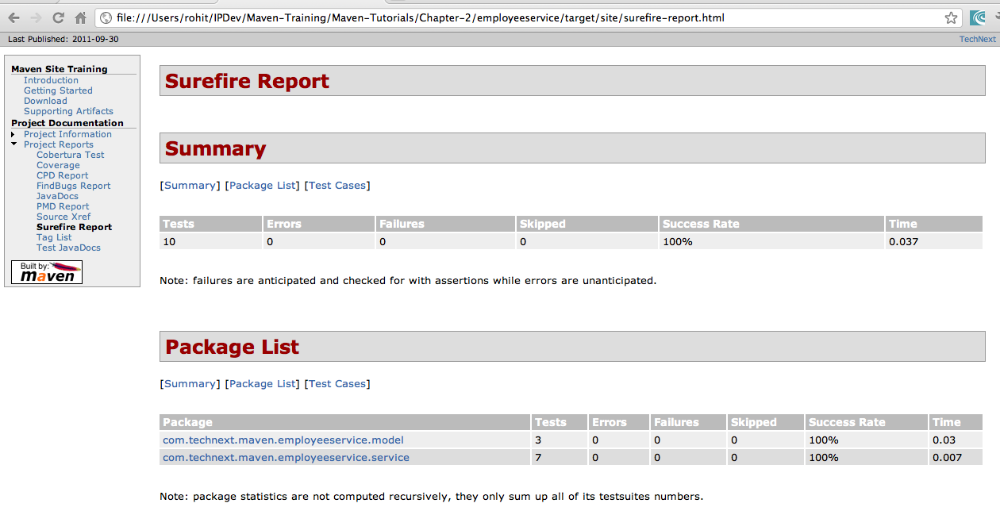 file:///Users/rohit/IPDev/Maven-Training/Maven-Tutorials/Chapter-2/employeeservice/target/site/surefire-report.html
Last Published: 2011-09-30
TechNext
Maven Site Training
Introduction
Getting Started
Download
Supporting Artifacts
Project Documentation
Project Information
Project Reports
Cobertura Test
Coverage
CPD Report
FindBugs Report
JavaDocs
PMD Report
Source Xref
Surefire Report
Tag List
Test JavaDocs
Built by:
maven
Surefire Report
Summary
[Summary] [Package List] [Test Cases]
Tests Errors Failures Skipped Success Rate Time
10 0 0 0 100% 0.037
Note: failures are anticipated and checked for with assertions while errors are unanticipated.
Package List
[Summary] [Package List] [Test Cases]
Package Tests Errors Failures Skipped Success Rate Time
com.technext.maven.employeeservice.model 3 0 0 0 100% 0.03
com.technext.maven.employeeservice.service 7 0 0 0 100% 0.007
Note: package statistics are not computed recursively, they only sum up all of its testsuites numbers.